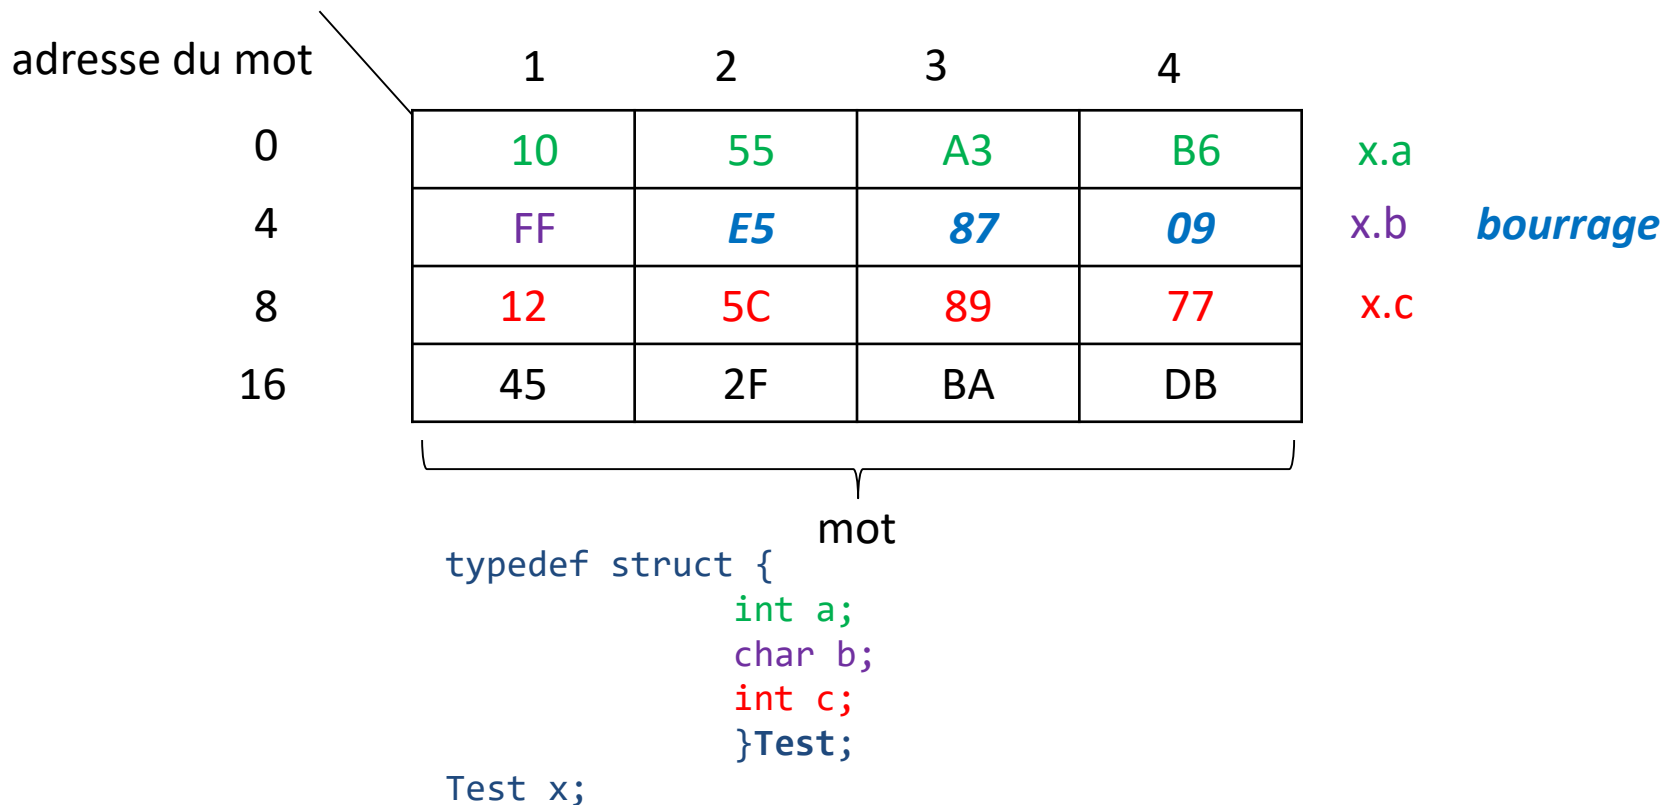 adresse du mot 1 2 3 4
0 10 55 A3 B6 x.a
4 FF E5 87 09 x.b bourrage
8 12 5C 89 77 x.c
16 45 2F BA DB
mot
typedef struct {
int a;
char b;
int c;
}Test;
Test x;